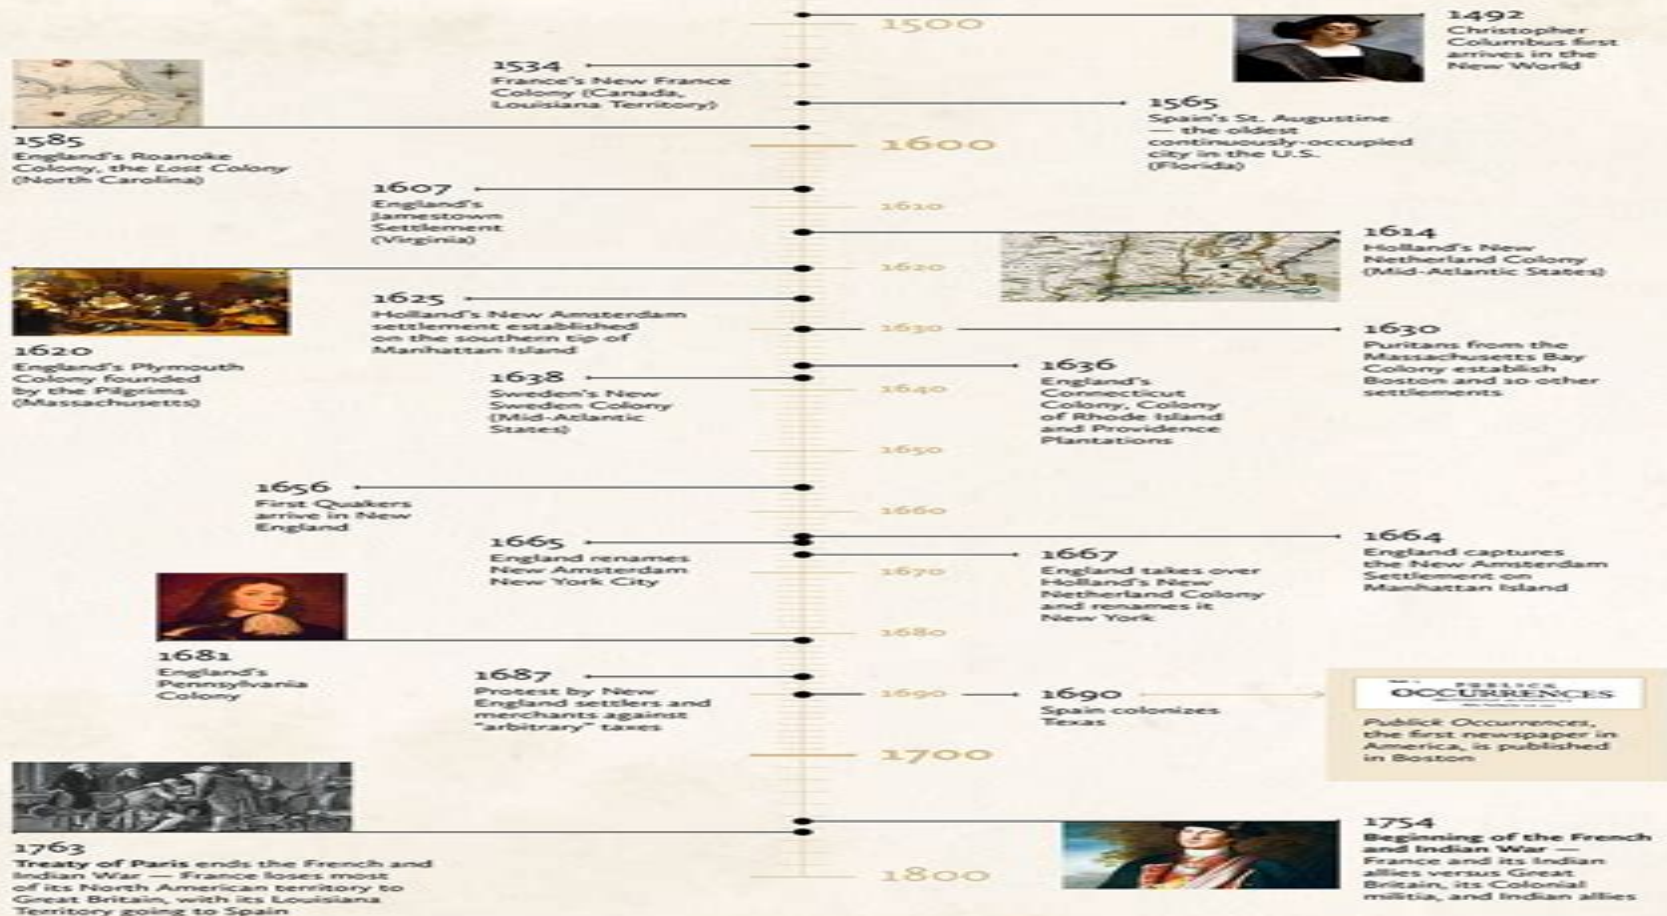 1500
1492
Christopher
Columbus first
arrives in the
New World
1534
France's New France
Colony (Canada,
Louisiana Territory)
1565
Spain's St. Augustine
— the oldest
continuously-occupied
city in the U.S.
(Florida)
1585
England's Roanoke
Colony, the Lost Colony
(North Carolina)
1600
1607
England's
Jamestown
Settlement
(Virginia)
1610
1614
Holland's New
Netherland Colony
(Mid-Atlantic States)
1620
1620
England's Plymouth
Colony founded
by the Pilgrims
(Massachusetts)
1625
Holland's New Amsterdam
settlement established
on the southern tip of
Manhattan Island
1630
1630
Puritans from the
Massachusetts Bay
Colony establish
Boston and 10 other
settlements
1636
England's
Connecticut
Colony, Colony
of Rhode Island
and Providence
Plantations
1638
Sweden's New
Sweden Colony
(Mid-Atlantic
States)
1640
1650
1656
First Quakers
arrive in New
England
1660
1664
England captures
the New Amsterdam
Settlement on
Manhattan Island
1665
England renames
New Amsterdam
New York City
1667
England takes over
Holland's New
Netherland Colony
and renames it
New York
1670
1680
1681
England's
Pennsylvania
Colony
1687
Protest by New
England settlers and
merchants against
"arbitrary" taxes
1690
1690
Spain colonizes
Texas
PUBLICK
OCCURRENCES
Publick Occurrences,
the first newspaper in
America, is published
in Boston
1700
1754
Beginning of the French
and Indian War —
France and its Indian
allies versus Great
Britain, its Colonial
militia, and Indian allies
1763
Treaty of Paris ends the French and
Indian War — France loses most
of its North American territory to
Great Britain, with its Louisiana
Territory going to Spain
1800